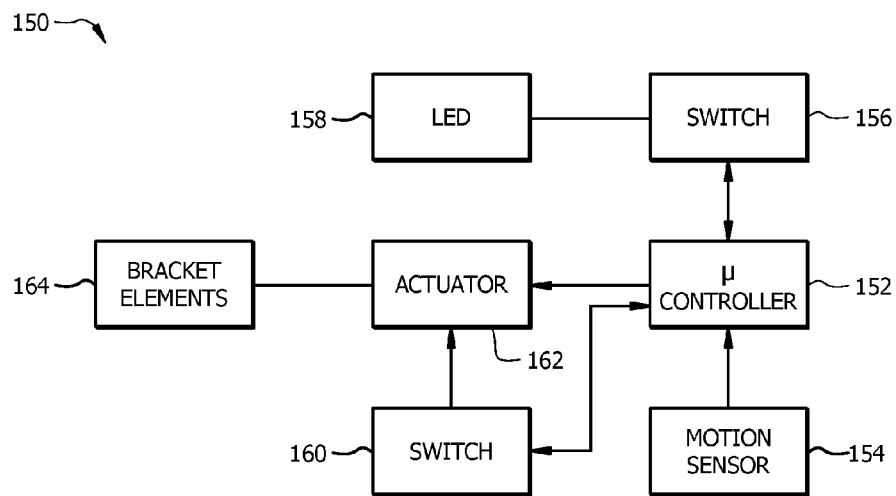 150
158
LED
SWITCH
156
164
BRACKET
ELEMENTS
ACTUATOR
µ
CONTROLLER
152
162
160
SWITCH
MOTION
SENSOR
154